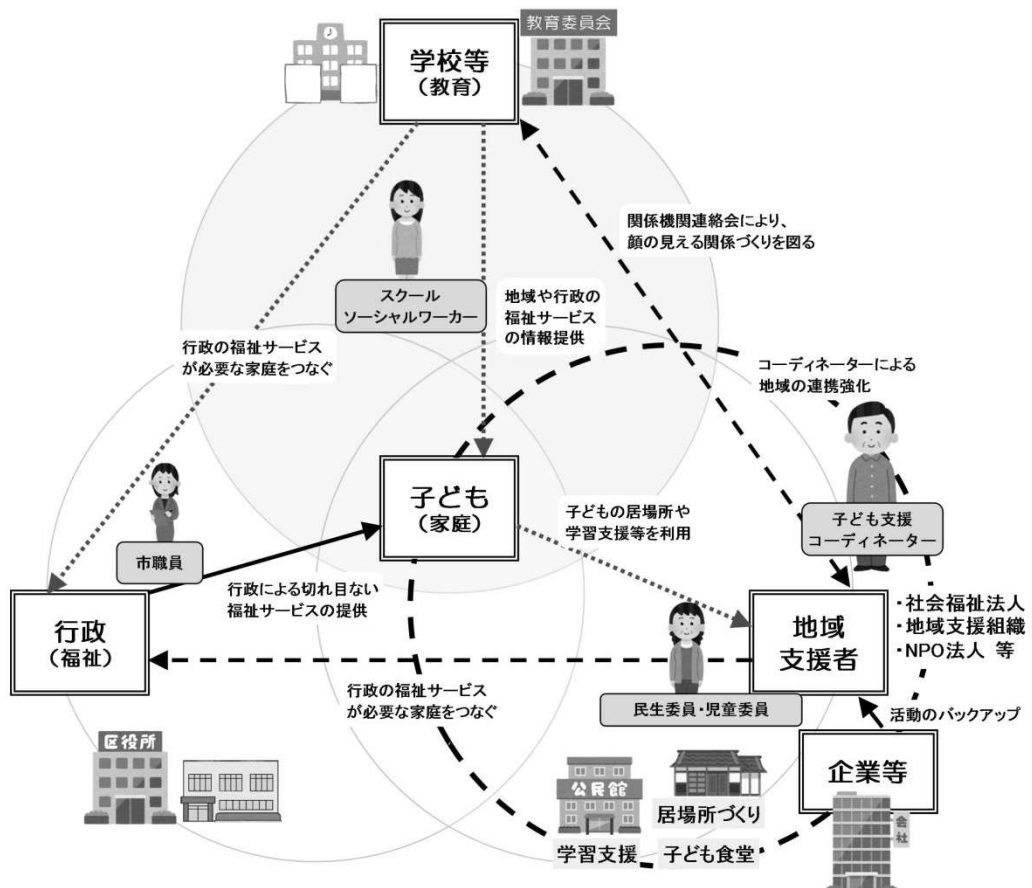 教育委員会
学校等
（教育）
関係機関連絡会により、
顔の見える関係づくりを図る
スクール
ソーシャルワーカー
地域や行政の
福祉サービス
の情報提供
行政の福祉サービス
が必要な家庭をつなぐ
コーディネーターによる
地域の連携強化
子ども
（家庭）
子どもの居場所や
学習支援等を利用
子ども支援
コーディネーター
市職員
行政による切れ目ない
福祉サービスの提供
行政
（福祉）
地域
支援者
・社会福祉法人
・地域支援組織
・NPO法人 等
行政の福祉サービス
が必要な家庭をつなぐ
民生委員・児童委員
活動のバックアップ
区役所
公民館
居場所づくり
企業等
会社
学習支援
子ども食堂